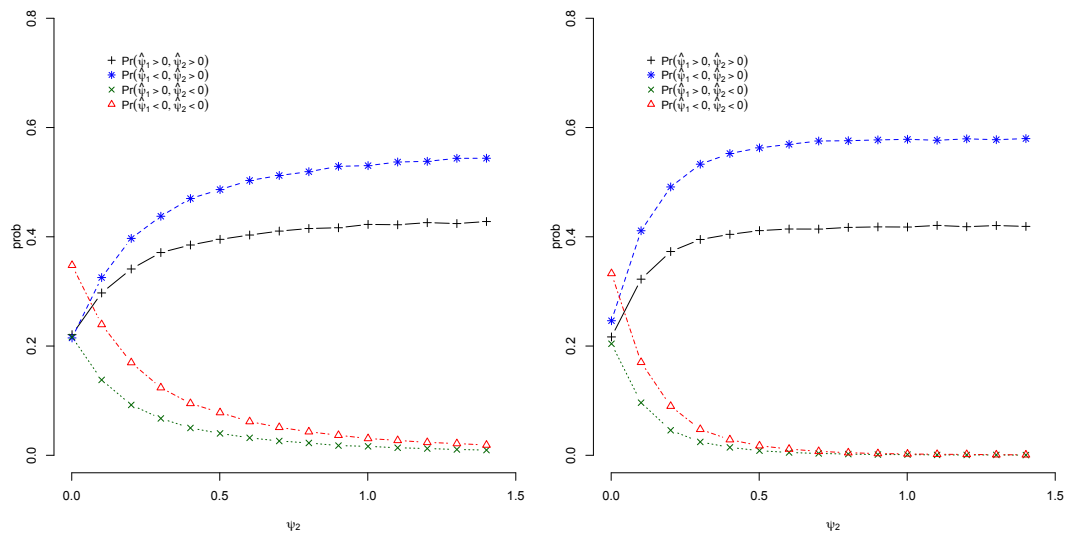 0.8
0.6
0.4
0.2
0.0
prob
Pr(ψ̂₁ > 0, ψ̂₂ > 0)
Pr(ψ̂₁ < 0, ψ̂₂ > 0)
Pr(ψ̂₁ > 0, ψ̂₂ < 0)
Pr(ψ̂₁ < 0, ψ̂₂ < 0)
0.0 0.5 1.0 1.5
ψ₂
0.8
0.6
0.4
0.2
0.0
prob
Pr(ψ̂₁ > 0, ψ̂₂ > 0)
Pr(ψ̂₁ < 0, ψ̂₂ > 0)
Pr(ψ̂₁ > 0, ψ̂₂ < 0)
Pr(ψ̂₁ < 0, ψ̂₂ < 0)
0.0 0.5 1.0 1.5
ψ₂